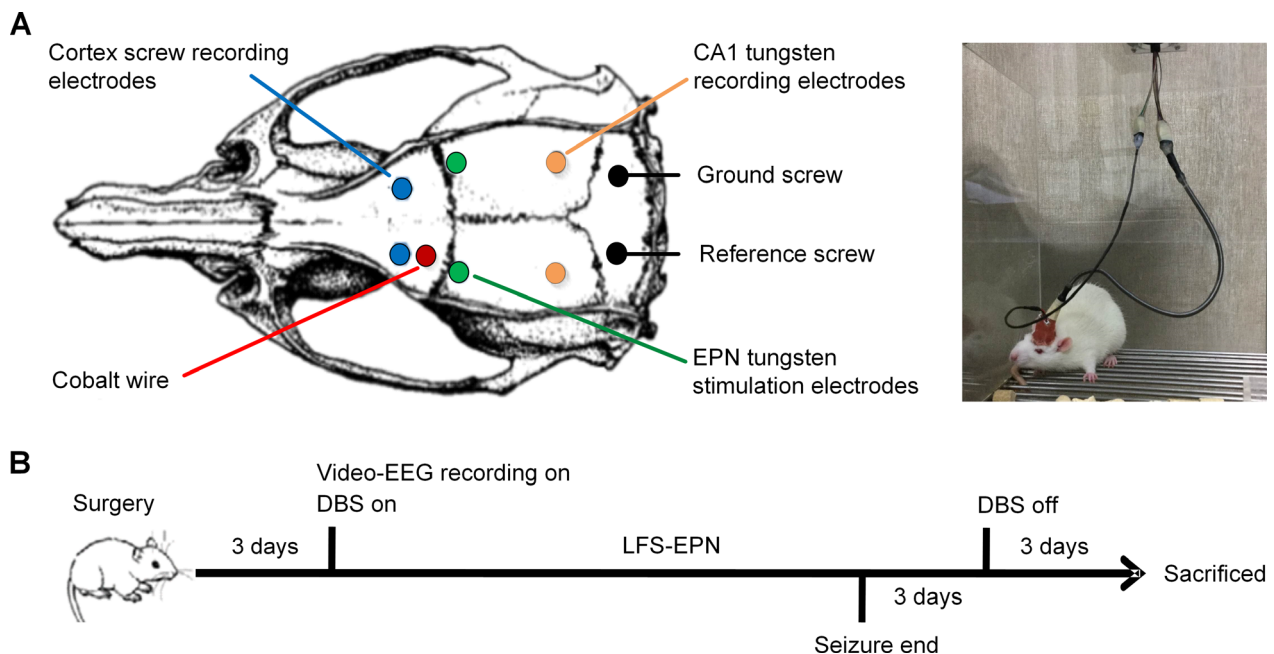 A
Cortex screw recording
electrodes
CA1 tungsten
recording electrodes
Ground screw
Reference screw
Cobalt wire
EPN tungsten
stimulation electrodes
B
Surgery
3 days
Video-EEG recording on
DBS on
LFS-EPN
Seizure end
3 days
DBS off
3 days
Sacrificed